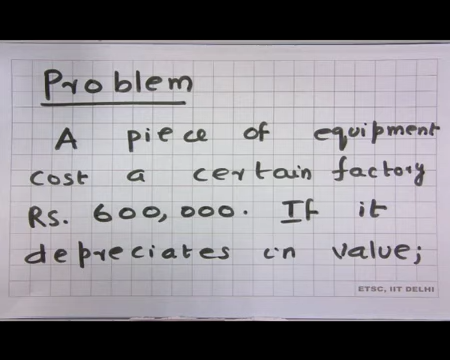 Problem
A piece of equipment
cost a certain factory
Rs. 600,000. If it
depreciates in value;
ETSC, IIT DELHI